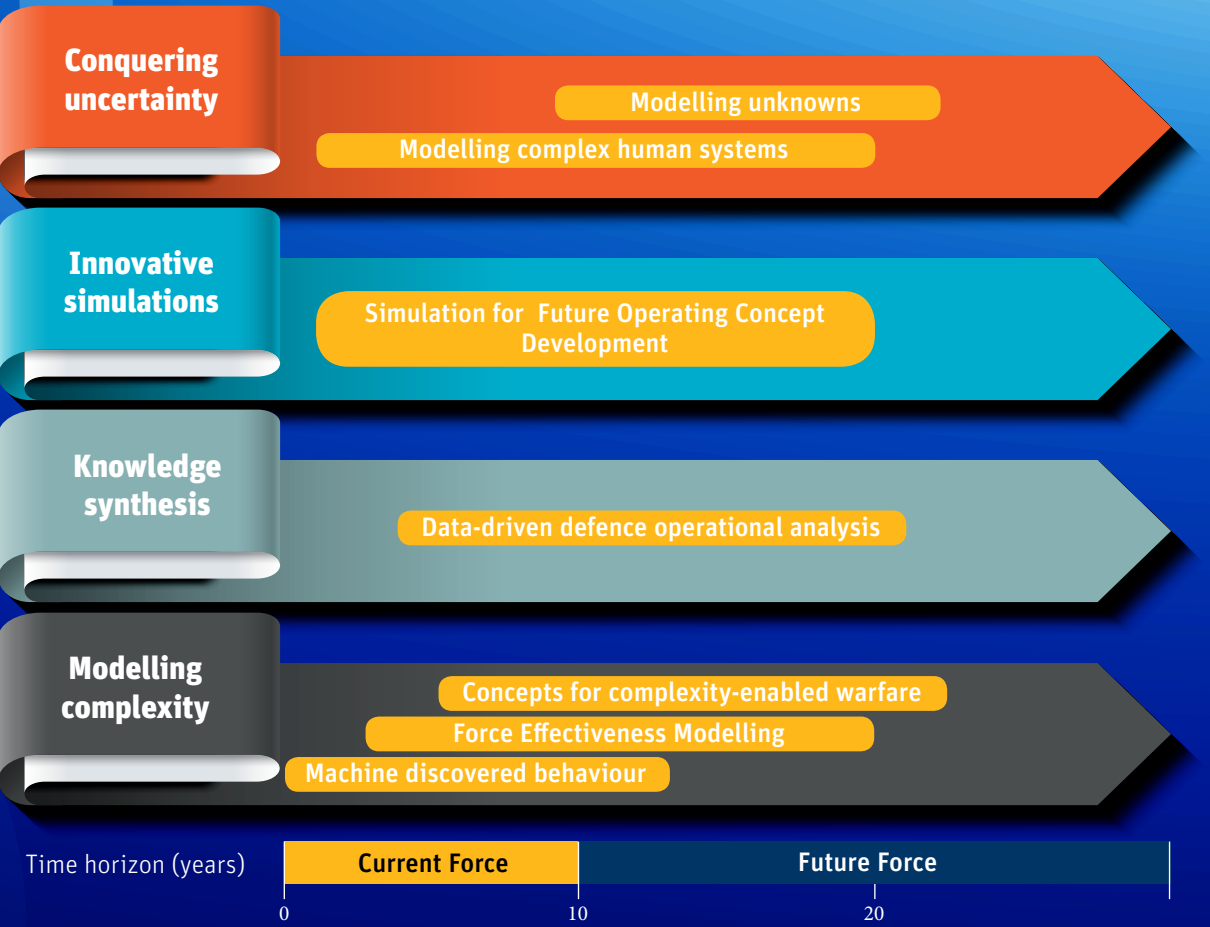 Conquering
uncertainty
Modelling unknowns
Modelling complex human systems
Innovative
simulations
Simulation for Future Operating Concept
Development
Knowledge
synthesis
Data-driven defence operational analysis
Modelling
complexity
Concepts for complexity-enabled warfare
Force Effectiveness Modelling
Machine discovered behaviour
Time horizon (years)
Current Force
Future Force
0
10
20